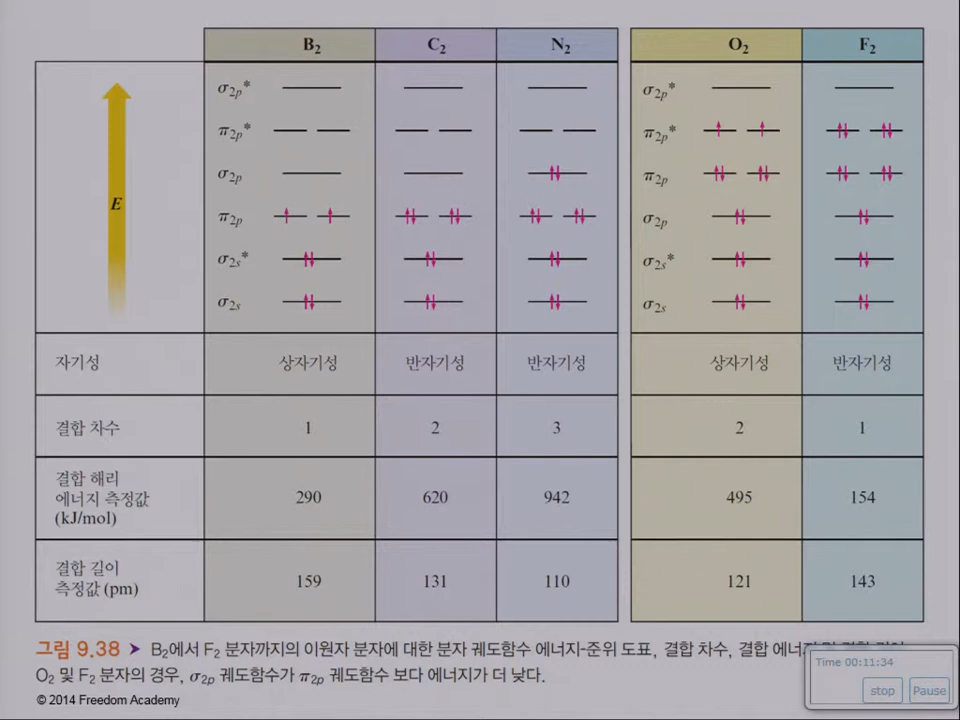 B₂ C₂ N₂ O₂ F₂
σ₂ₚ* σ₂ₚ*
π₂ₚ* π₂ₚ*
σ₂ₚ π₂ₚ
E
π₂ₚ σ₂ₚ
σ₂ₛ* σ₂ₛ*
σ₂ₛ σ₂ₛ
자기성 상자기성 반자기성 반자기성 상자기성 반자기성
결합 차수 1 2 3 2 1
결합 해리
에너지 측정값 290 620 942 495 154
(kJ/mol)
결합 길이
측정값 (pm) 159 131 110 121 143
그림 9.38 ➤ B₂에서 F₂ 분자까지의 이원자 분자에 대한 분자 궤도함수 에너지-준위 도표, 결합 차수, 결합 에너지
O₂ 및 F₂ 분자의 경우, σ₂ₚ 궤도함수가 π₂ₚ 궤도함수 보다 에너지가 더 낮다.
© 2014 Freedom Academy
Time 00:11:34
stop Pause